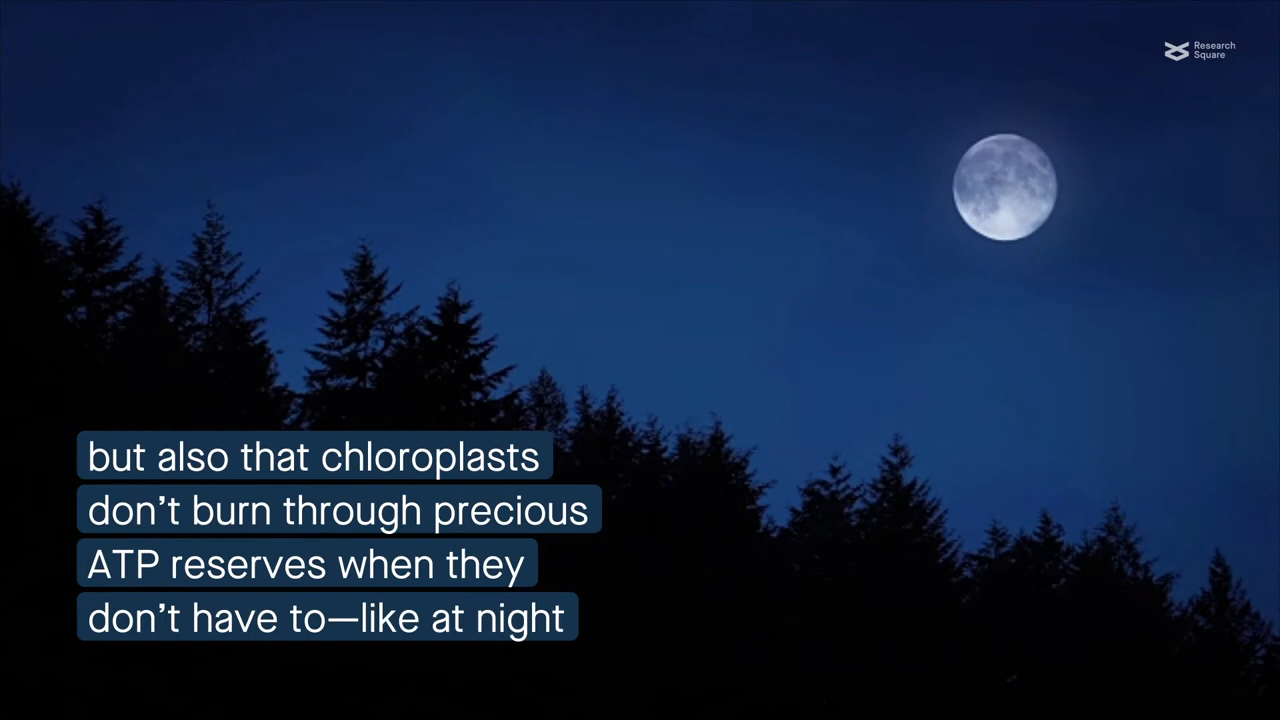 Research
Square
but also that chloroplasts
don’t burn through precious
ATP reserves when they
don’t have to—like at night